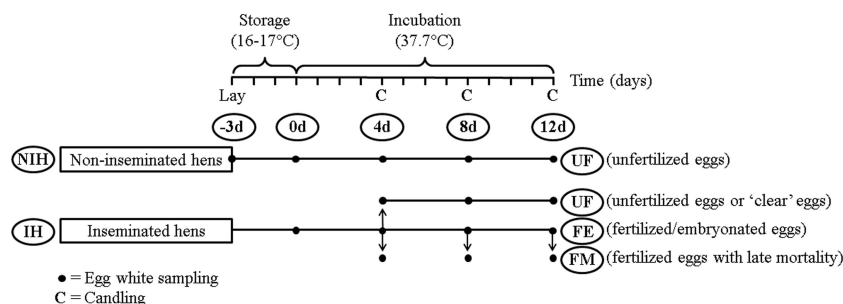 Storage
(16-17°C)
Incubation
(37.7°C)
Time (days)
Lay
C
C
C
-3d
0d
4d
8d
12d
NIH
Non-inseminated hens
UF
(unfertilized eggs)
UF
(unfertilized eggs or ‘clear’ eggs)
IH
Inseminated hens
FE
(fertilized/embryonated eggs)
FM
(fertilized eggs with late mortality)
= Egg white sampling
C = Candling